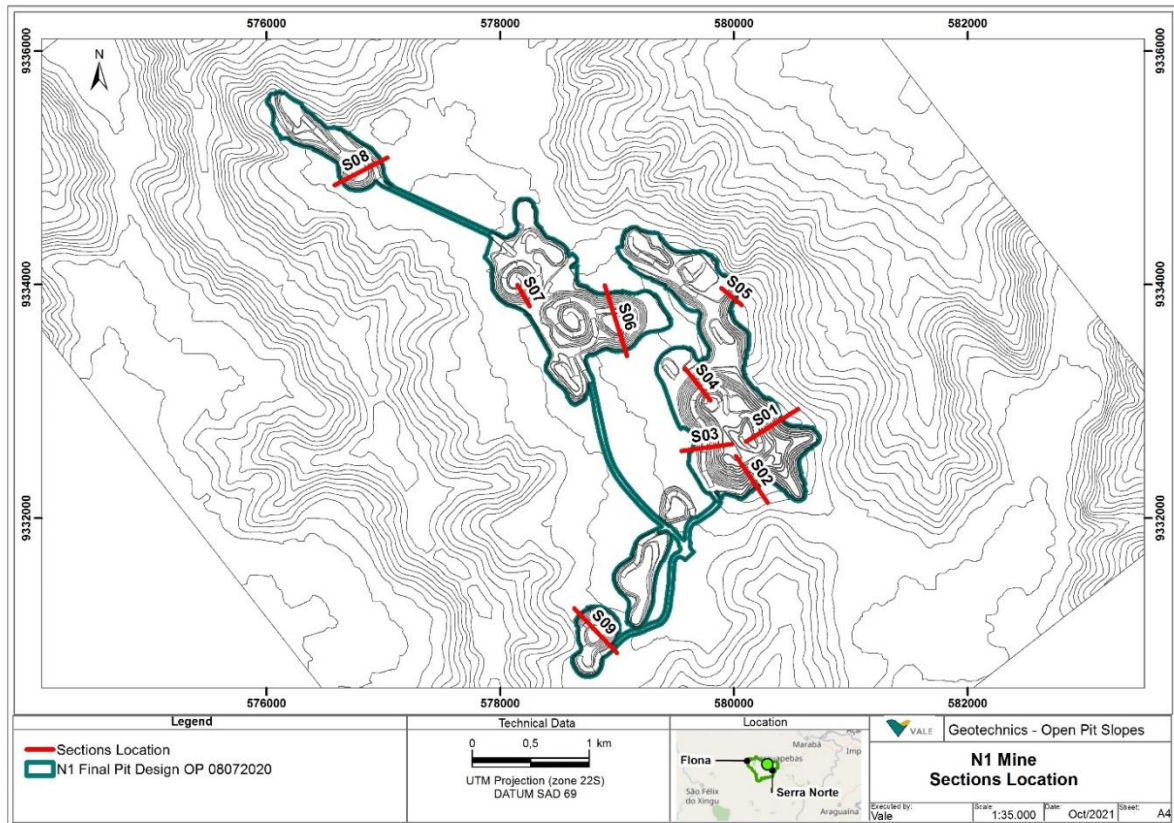 576000 578000 580000 582000
9336000 9336000
N
S08
S05
9334000 9334000
S07
S06
S04
S01
S03
S02
9332000 9332000
S09
576000 578000 580000 582000
Legend
Sections Location
N1 Final Pit Design OP 08072020
Technical Data
0 0,5 1 km
UTM Projection (zone 22S)
DATUM SAD 69
Location
Flona
Marabá
São Félix
do Xingu
Serra Norte
Araguaína
VALE
Geotechnics - Open Pit Slopes
N1 Mine
Sections Location
Executed by:
Vale
Scale:
1:35.000
Date:
Oct/2021
Sheet:
A4